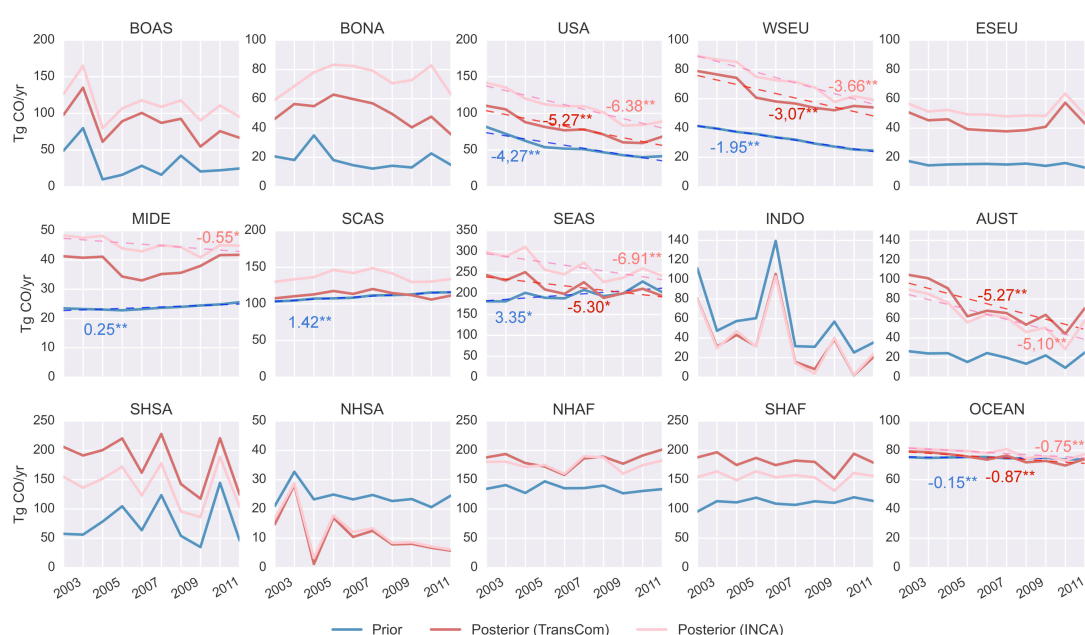 BOAS BONA USA WSEU ESEU
Tg CO/yr
200 150 100 50 0
100 80 60 40 20 0
200 150 100 50 0
-6.38**
-5,27**
-4,27**
100 80 60 40 20 0
-3.66**
-3,07**
-1.95**
100 80 60 40 20 0
MIDE SCAS SEAS INDO AUST
Tg CO/yr
50 40 30 20 10 0
-0.55*
0.25**
200 150 100 50 0
1.42**
350 300 250 200 150 100 50 0
-6.91**
3.35*
-5.30*
140 120 100 80 60 40 20 0
140 120 100 80 60 40 20 0
-5.27**
-5,10**
SHSA NHSA NHAF SHAF OCEAN
Tg CO/yr
250 200 150 100 50 0
50 40 30 20 10 0
250 200 150 100 50 0
250 200 150 100 50 0
100 80 60 40 20 0
-0.75**
-0.15**
-0.87**
2003 2005 2007 2009 2011
2003 2005 2007 2009 2011
2003 2005 2007 2009 2011
2003 2005 2007 2009 2011
2003 2005 2007 2009 2011
Prior Posterior (TransCom) Posterior (INCA)